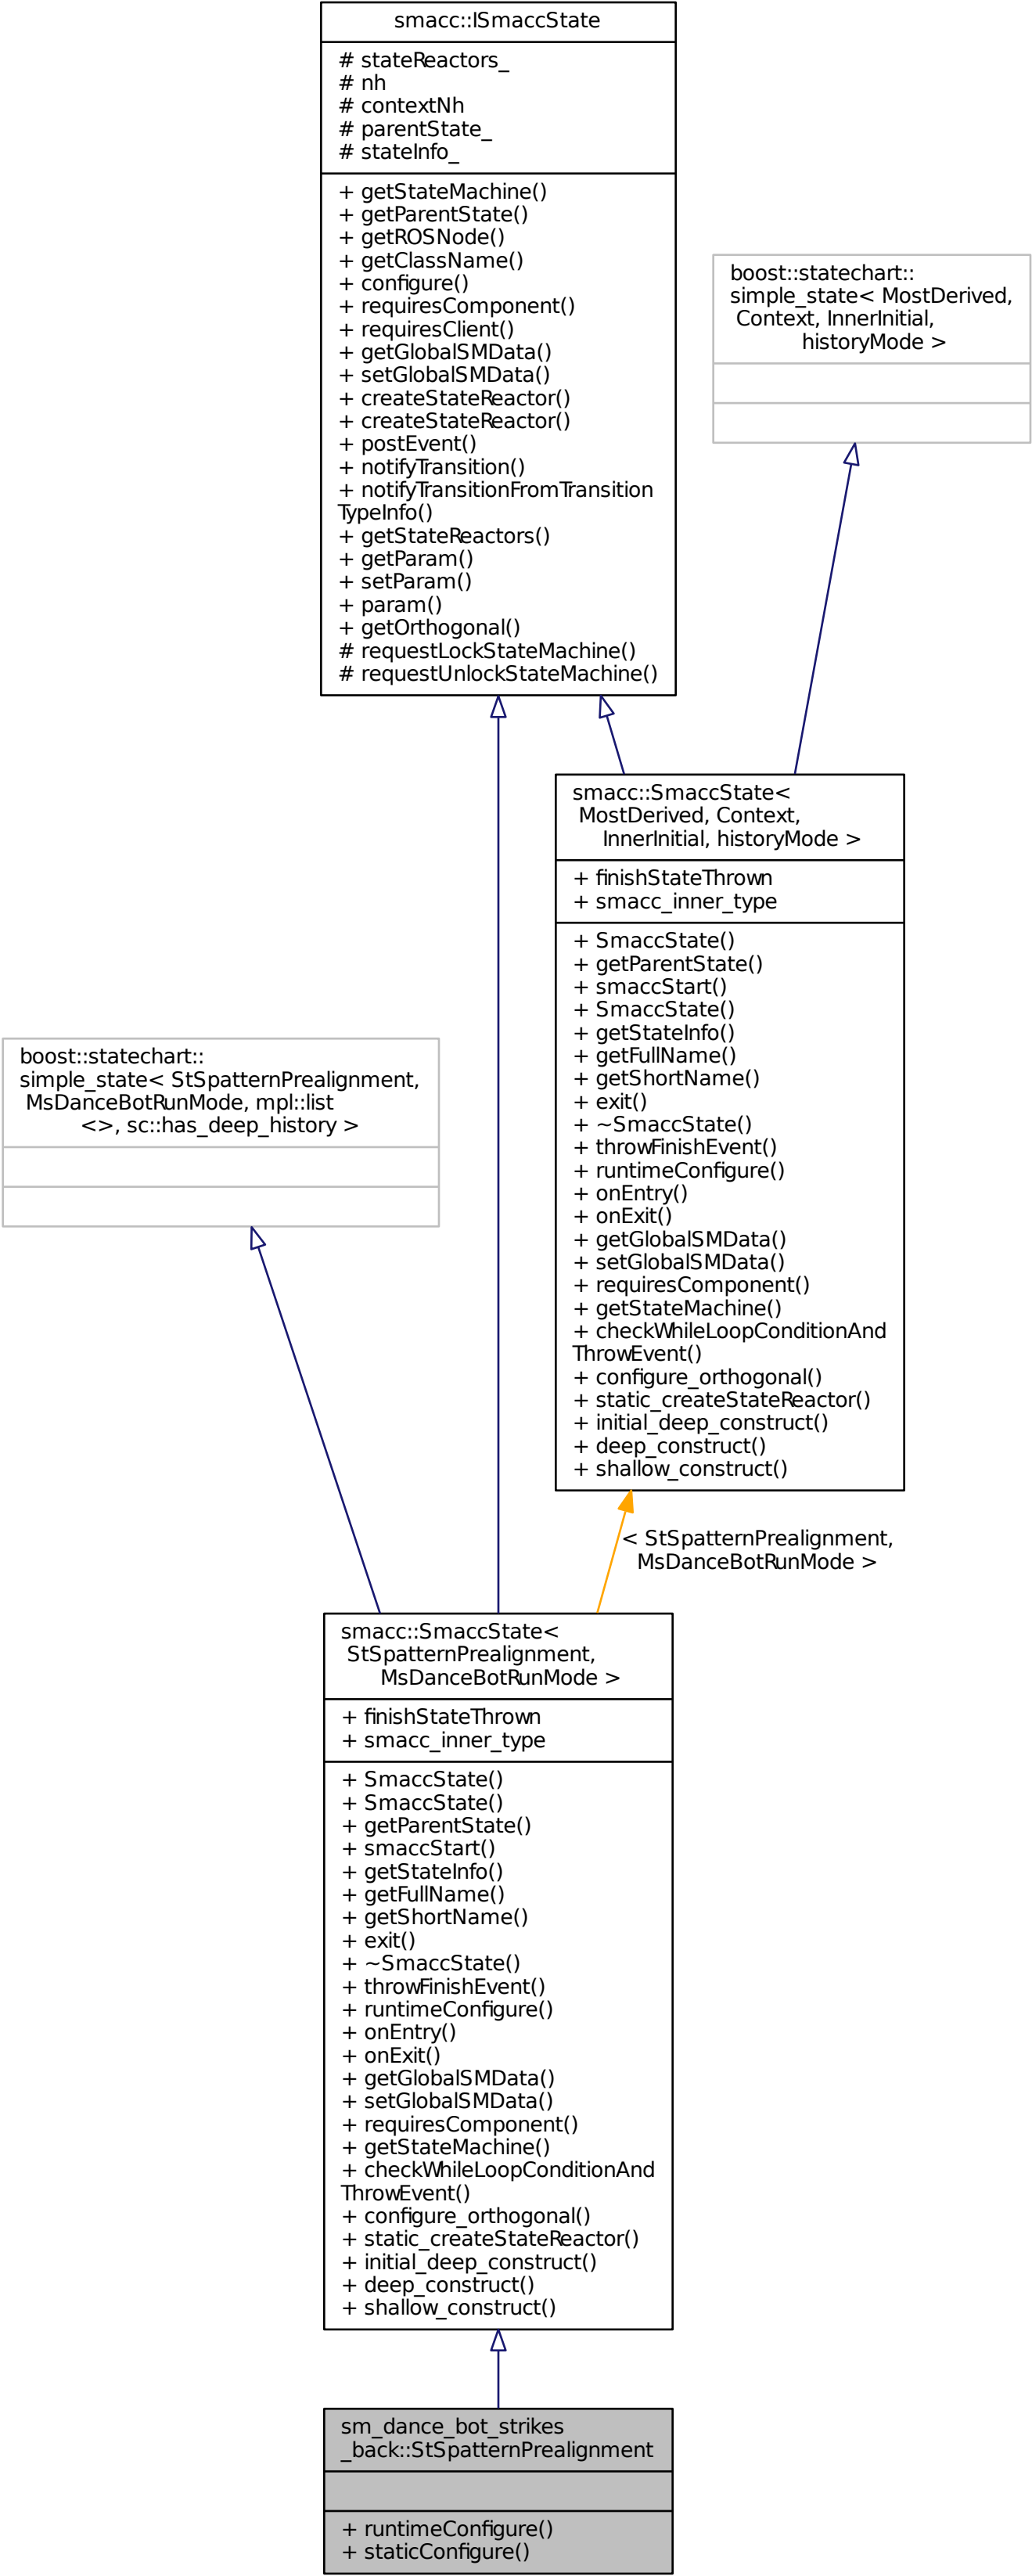 smacc::ISmaccState
# stateReactors_
# nh
# contextNh
# parentState_
# stateInfo_
+ getStateMachine()
+ getParentState()
+ getROSNode()
+ getClassName()
+ configure()
+ requiresComponent()
+ requiresClient()
+ getGlobalSMData()
+ setGlobalSMData()
+ createStateReactor()
+ createStateReactor()
+ postEvent()
+ notifyTransition()
+ notifyTransitionFromTransition
TypeInfo()
+ getStateReactors()
+ getParam()
+ setParam()
+ param()
+ getOrthogonal()
# requestLockStateMachine()
# requestUnlockStateMachine()
boost::statechart::
simple_state< MostDerived,
Context, InnerInitial,
historyMode >
smacc::SmaccState<
MostDerived, Context,
InnerInitial, historyMode >
+ finishStateThrown
+ smacc_inner_type
+ SmaccState()
+ getParentState()
+ smaccStart()
+ SmaccState()
+ getStateInfo()
+ getFullName()
+ getShortName()
+ exit()
+ ~SmaccState()
+ throwFinishEvent()
+ runtimeConfigure()
+ onEntry()
+ onExit()
+ getGlobalSMData()
+ setGlobalSMData()
+ requiresComponent()
+ getStateMachine()
+ checkWhileLoopConditionAnd
ThrowEvent()
+ configure_orthogonal()
+ static_createStateReactor()
+ initial_deep_construct()
+ deep_construct()
+ shallow_construct()
boost::statechart::
simple_state< StSpatternPrealignment,
MsDanceBotRunMode, mpl::list
<>, sc::has_deep_history >
< StSpatternPrealignment,
MsDanceBotRunMode >
smacc::SmaccState<
StSpatternPrealignment,
MsDanceBotRunMode >
+ finishStateThrown
+ smacc_inner_type
+ SmaccState()
+ SmaccState()
+ getParentState()
+ smaccStart()
+ getStateInfo()
+ getFullName()
+ getShortName()
+ exit()
+ ~SmaccState()
+ throwFinishEvent()
+ runtimeConfigure()
+ onEntry()
+ onExit()
+ getGlobalSMData()
+ setGlobalSMData()
+ requiresComponent()
+ getStateMachine()
+ checkWhileLoopConditionAnd
ThrowEvent()
+ configure_orthogonal()
+ static_createStateReactor()
+ initial_deep_construct()
+ deep_construct()
+ shallow_construct()
sm_dance_bot_strikes
_back::StSpatternPrealignment
+ runtimeConfigure()
+ staticConfigure()